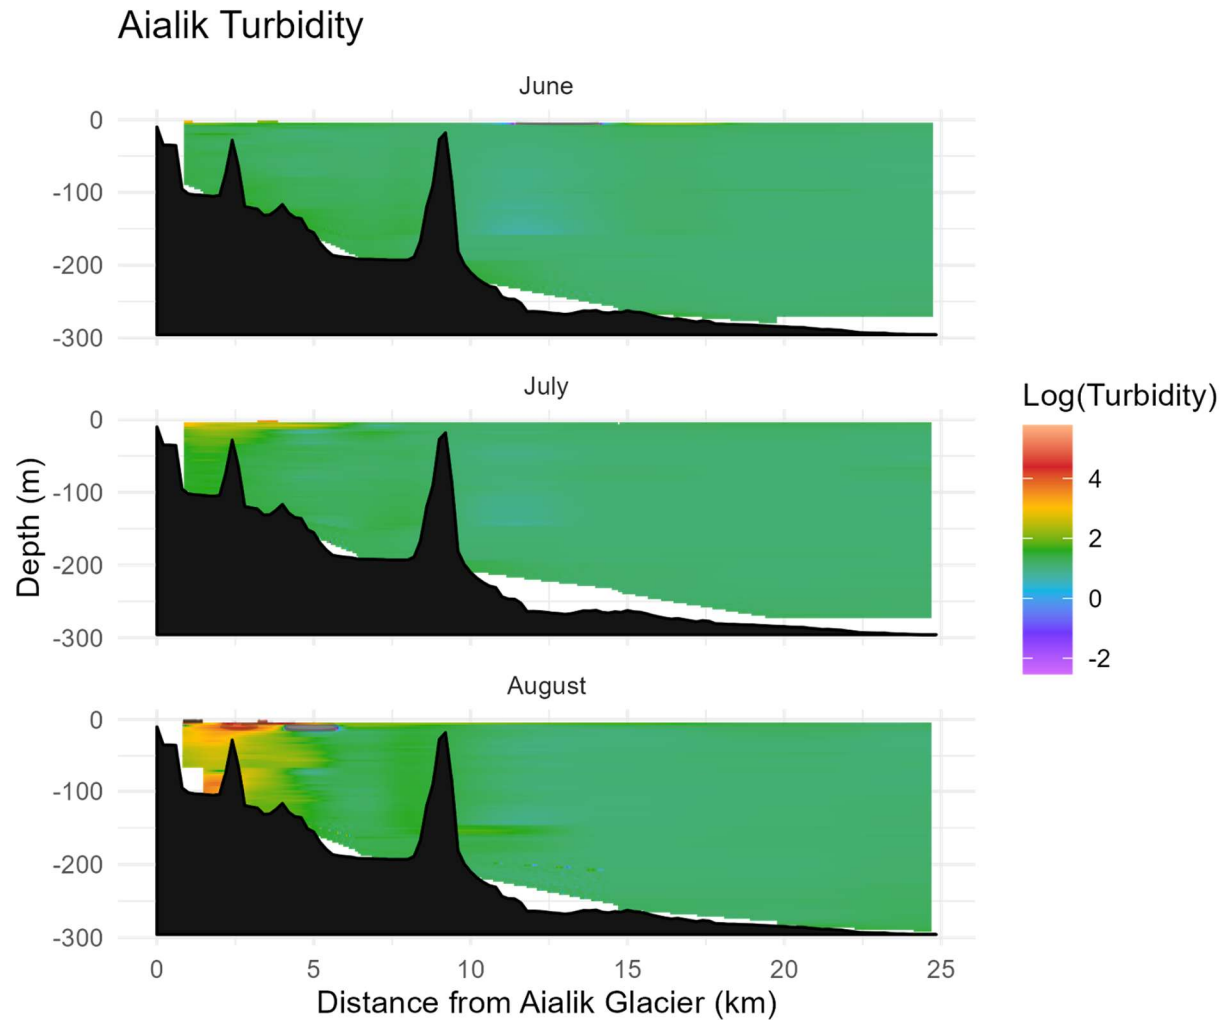 Aialik Turbidity
June
0
-100
-200
-300
July
0
-100
-200
-300
August
0
-100
-200
-300
0 5 10 15 20 25
Distance from Aialik Glacier (km)
Depth (m)
Log(Turbidity)
4
2
0
-2